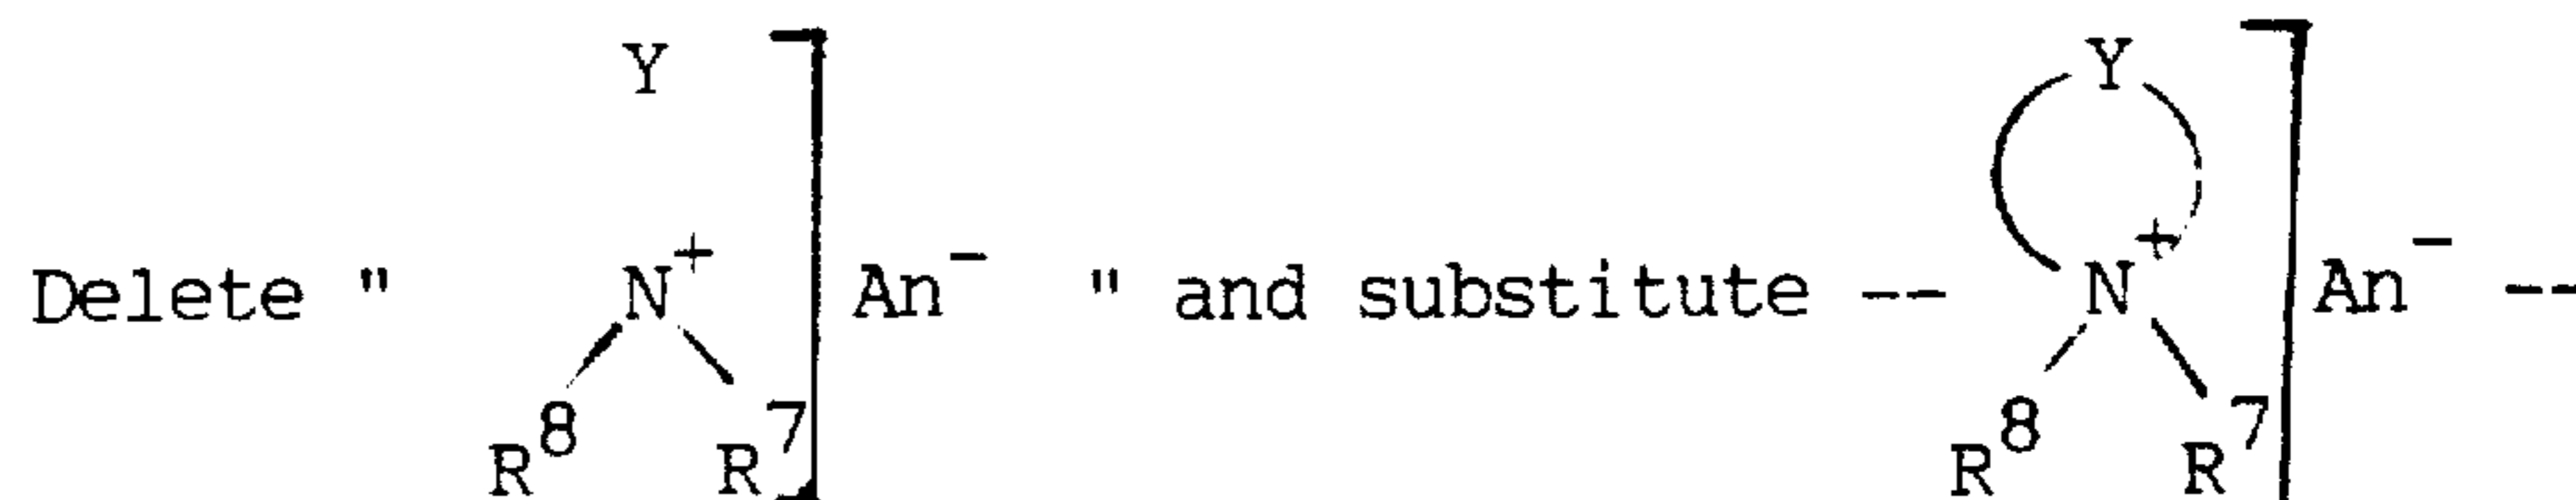 Y Y
Delete " N+ An- " and substitute -- N+ An- --
R8 R7 R8 R7